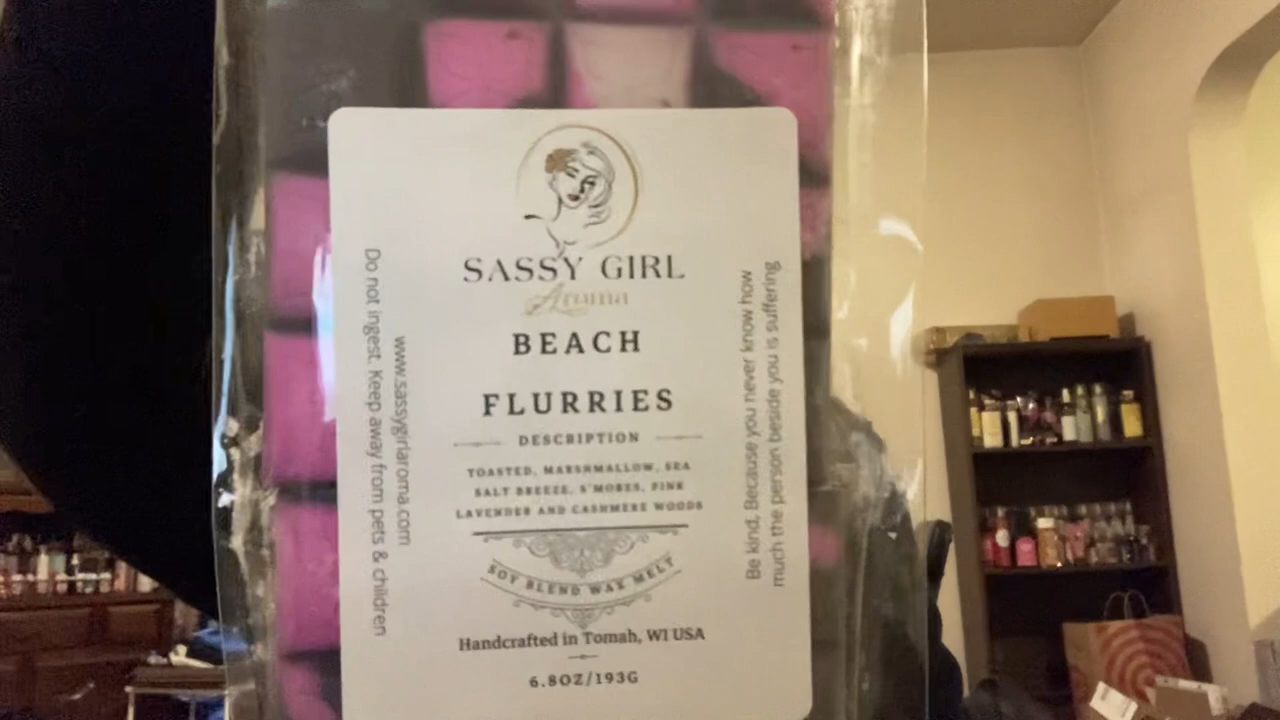 SASSY GIRL
Aroma
BEACH
FLURRIES
DESCRIPTION
TOASTED, MARSHMALLOW, SEA
SALT BREEZE, S'MORES, PINK
LAVENDER AND CASHMERE WOODS
SOY BLEND WAX MELT
Handcrafted in Tomah, WI USA
6.8OZ/193G
www.sassygirlaroma.com
Do not ingest. Keep away from pets & children
Be kind, Because you never know how
much the person beside you is suffering